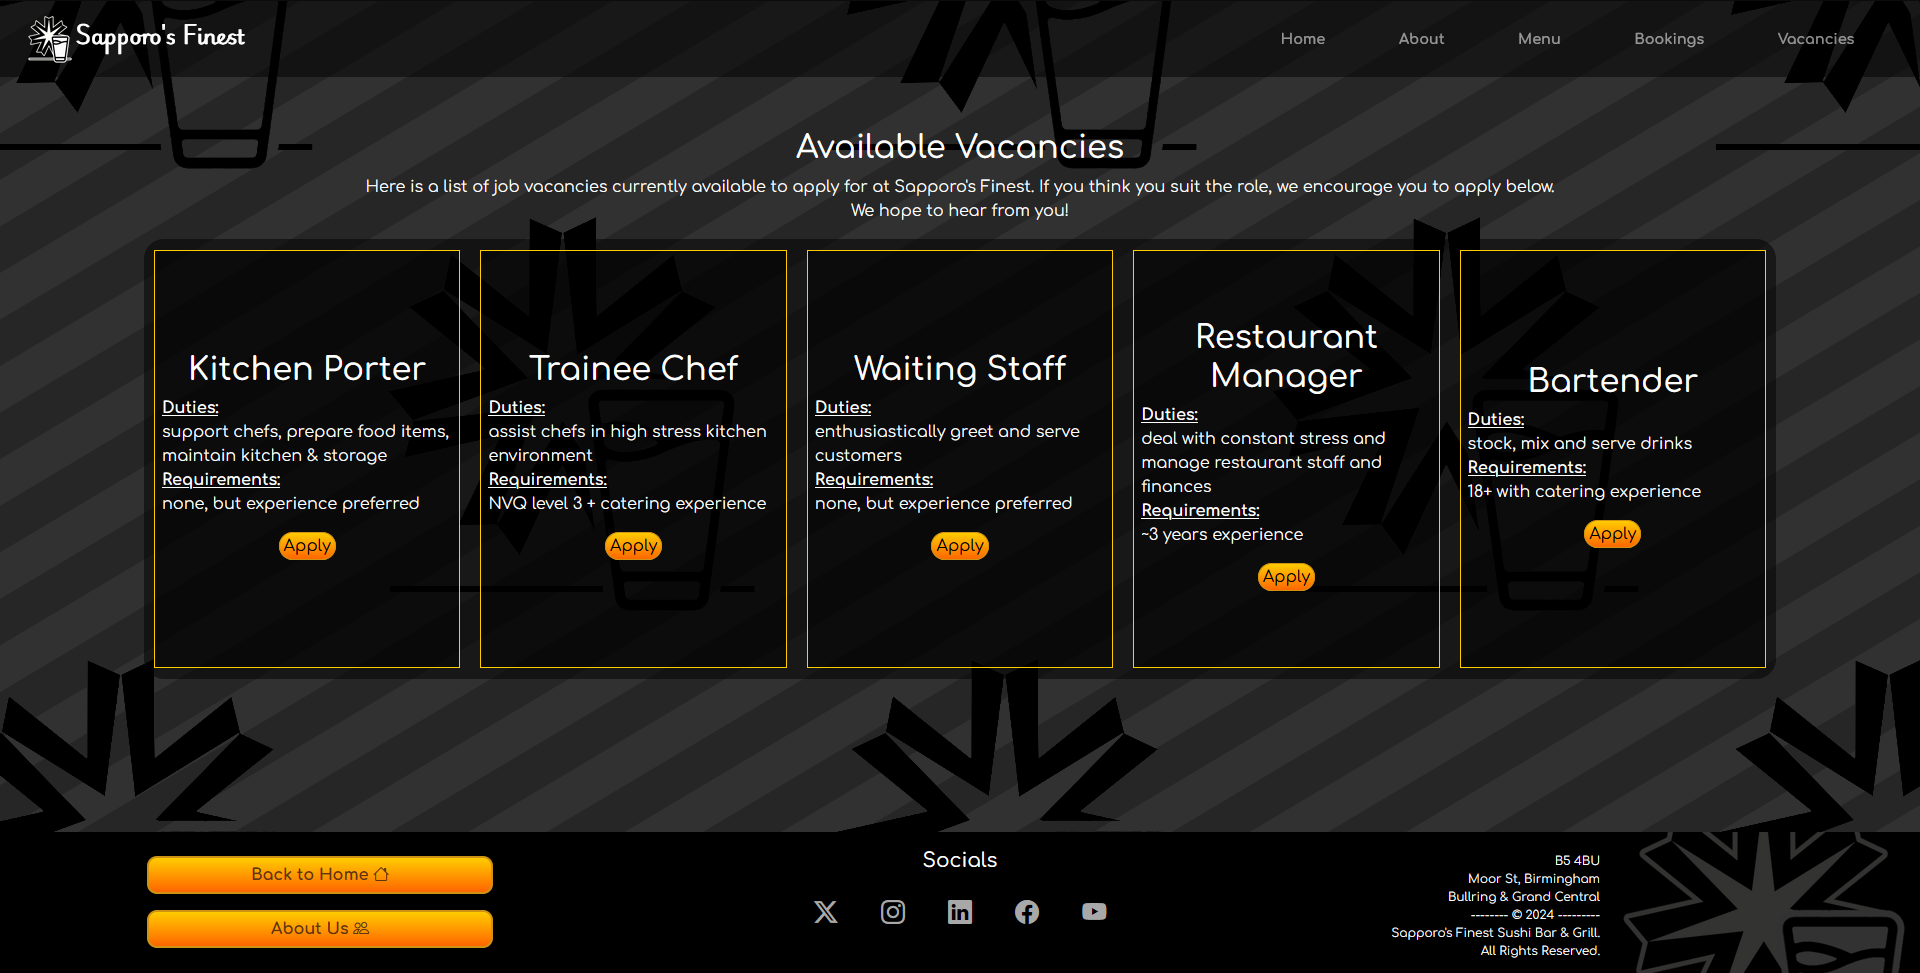 Sapporo's Finest
Home
About
Menu
Bookings
Vacancies
Available Vacancies
Here is a list of job vacancies currently available to apply for at Sapporo's Finest. If you think you suit the role, we encourage you to apply below.
We hope to hear from you!
Kitchen Porter
Duties:
support chefs, prepare food items,
maintain kitchen & storage
Requirements:
none, but experience preferred
Apply
Trainee Chef
Duties:
assist chefs in high stress kitchen
environment
Requirements:
NVQ level 3 + catering experience
Apply
Waiting Staff
Duties:
enthusiastically greet and serve
customers
Requirements:
none, but experience preferred
Apply
Restaurant
Manager
Duties:
deal with constant stress and
manage restaurant staff and
finances
Requirements:
~3 years experience
Apply
Bartender
Duties:
stock, mix and serve drinks
Requirements:
18+ with catering experience
Apply
Back to Home
About Us
Socials
B5 4BU
Moor St, Birmingham
Bullring & Grand Central
-------- © 2024 ---------
Sapporo's Finest Sushi Bar & Grill.
All Rights Reserved.